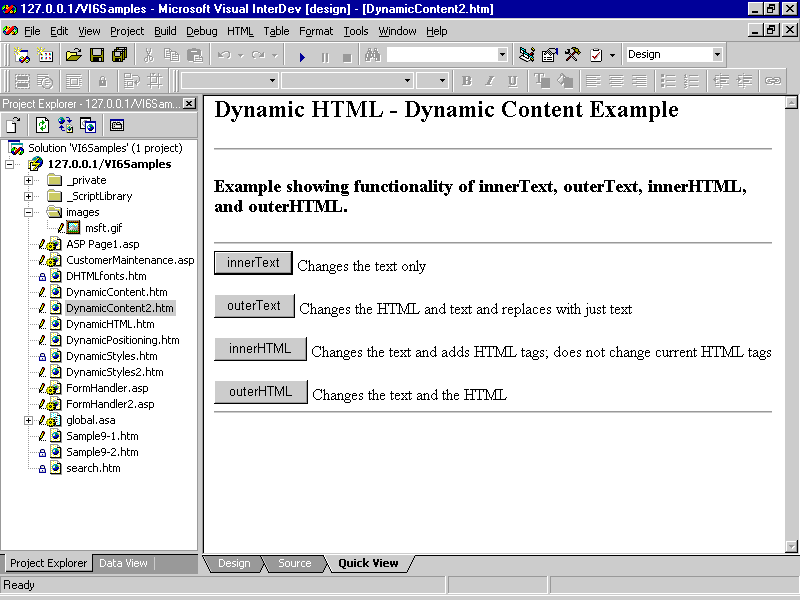 127.0.0.1/VI6Samples - Microsoft Visual InterDev [design] - [DynamicContent2.htm]
File Edit View Project Build Debug HTML Table Format Tools Window Help
Design
Project Explorer - 127.0.0.1/VI6Sam...
Solution 'VI6Samples' (1 project)
127.0.0.1/VI6Samples
_private
_ScriptLibrary
images
msft.gif
ASP Page1.asp
CustomerMaintenance.asp
DHTMLfonts.htm
DynamicContent.htm
DynamicContent2.htm
DynamicHTML.htm
DynamicPositioning.htm
DynamicStyles.htm
DynamicStyles2.htm
FormHandler.asp
FormHandler2.asp
global.asa
Sample9-1.htm
Sample9-2.htm
search.htm
Project Explorer Data View
Dynamic HTML - Dynamic Content Example
Example showing functionality of innerText, outerText, innerHTML,
and outerHTML.
innerText Changes the text only
outerText Changes the HTML and text and replaces with just text
innerHTML Changes the text and adds HTML tags; does not change current HTML tags
outerHTML Changes the text and the HTML
Design Source Quick View
Ready